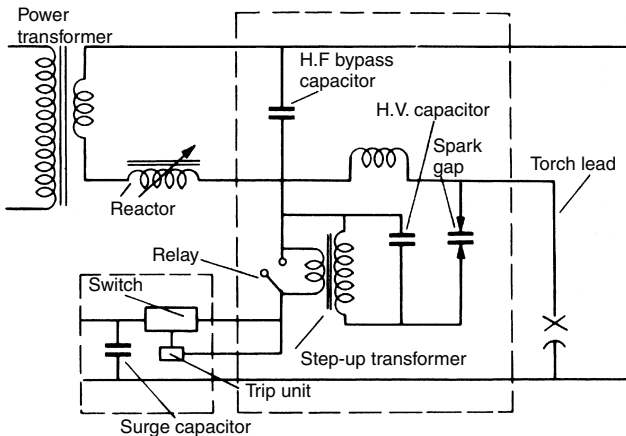 Power
transformer
H.F bypass
capacitor
H.V. capacitor
Spark
gap
Torch lead
Reactor
Relay
Switch
Step-up transformer
Trip unit
Surge capacitor